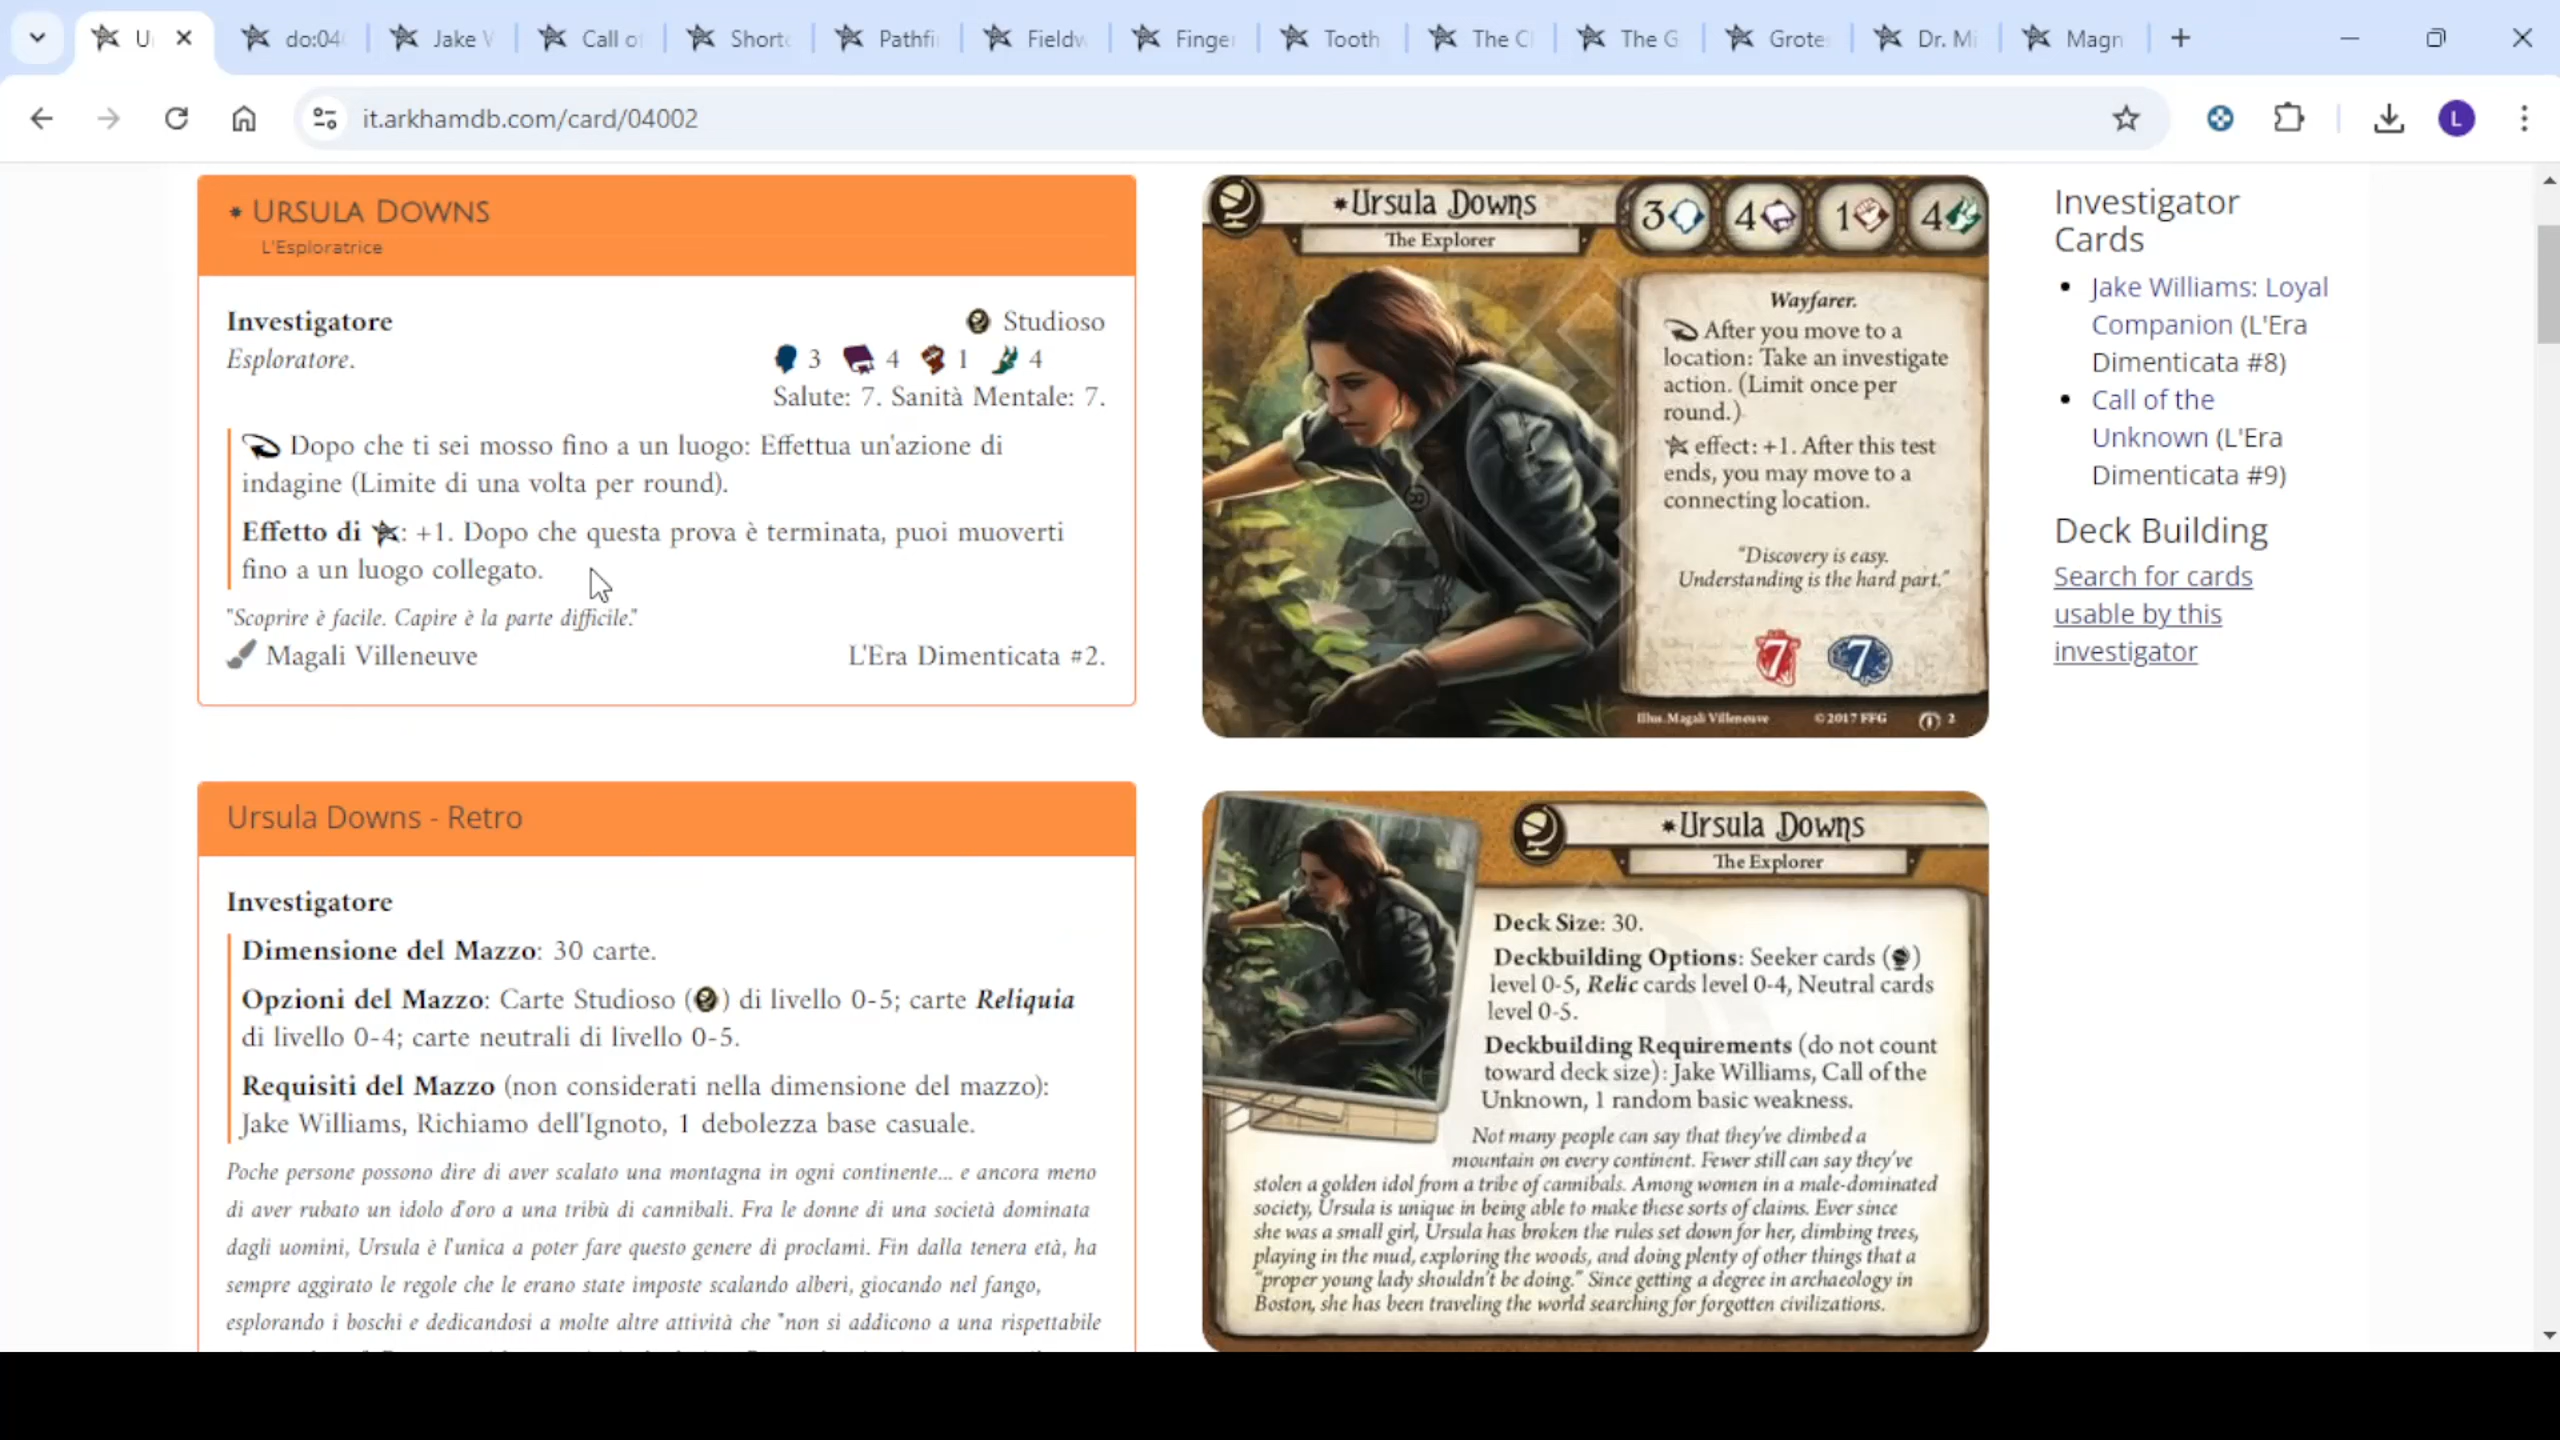 U
do:04
Jake V
Call o
Short
Pathfi
Fieldw
Finge
Tooth
The C
The G
Grote
Dr. Mi
Magn
it.arkhamdb.com/card/04002
L
URSULA DOWNS
L'Esploratrice
Investigatore
Studioso
Esploratore.
3 4 1 4
Salute: 7. Sanità Mentale: 7.
Dopo che ti sei mosso fino a un luogo: Effettua un'azione di
indagine (Limite di una volta per round).
Effetto di : +1. Dopo che questa prova è terminata, puoi muoverti
fino a un luogo collegato.
"Scoprire è facile. Capire è la parte difficile."
Magali Villeneuve
L'Era Dimenticata #2.
Ursula Downs
The Explorer
3 4 1 4
Wayfarer.
After you move to a
location: Take an investigate
action. (Limit once per
round.)
effect: +1. After this test
ends, you may move to a
connecting location.
"Discovery is easy.
Understanding is the hard part."
7 7
Illus. Magali Villeneuve
©2017 FFG
2
Investigator
Cards
Jake Williams: Loyal
Companion (L'Era
Dimenticata #8)
Call of the
Unknown (L'Era
Dimenticata #9)
Deck Building
Search for cards
usable by this
investigator
Ursula Downs - Retro
Investigatore
Dimensione del Mazzo: 30 carte.
Opzioni del Mazzo: Carte Studioso () di livello 0-5; carte Reliquia
di livello 0-4; carte neutrali di livello 0-5.
Requisiti del Mazzo (non considerati nella dimensione del mazzo):
Jake Williams, Richiamo dell'Ignoto, 1 debolezza base casuale.
Poche persone possono dire di aver scalato una montagna in ogni continente... e ancora meno
di aver rubato un idolo d'oro a una tribù di cannibali. Fra le donne di una società dominata
dagli uomini, Ursula è l'unica a poter fare questo genere di proclami. Fin dalla tenera età, ha
sempre aggirato le regole che le erano state imposte scalando alberi, giocando nel fango,
esplorando i boschi e dedicandosi a molte altre attività che "non si addicono a una rispettabile
Ursula Downs
The Explorer
Deck Size: 30.
Deckbuilding Options: Seeker cards ()
level 0-5, Relic cards level 0-4, Neutral cards
level 0-5.
Deckbuilding Requirements (do not count
toward deck size): Jake Williams, Call of the
Unknown, 1 random basic weakness.
Not many people can say that they've climbed a
mountain on every continent. Fewer still can say they've
stolen a golden idol from a tribe of cannibals. Among women in a male-dominated
society, Ursula is unique in being able to make these sorts of claims. Ever since
she was a small girl, Ursula has broken the rules set down for her, climbing trees,
playing in the mud, exploring the woods, and doing plenty of other things that a
"proper young lady shouldn't be doing." Since getting a degree in archaeology in
Boston, she has been traveling the world searching for forgotten civilizations.